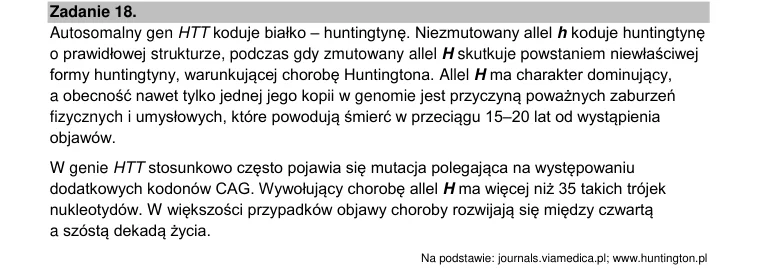 Zadanie 18.
Autosomalny gen HTT koduje białko – huntingtynę. Niezmutowany allel h koduje huntingtynę
o prawidłowej strukturze, podczas gdy zmutowany allel H skutkuje powstaniem niewłaściwej
formy huntingtyny, warunkującej chorobę Huntingtona. Allel H ma charakter dominujący,
a obecność nawet tylko jednej jego kopii w genomie jest przyczyną poważnych zaburzeń
fizycznych i umysłowych, które powodują śmierć w przeciągu 15–20 lat od wystąpienia
objawów.
W genie HTT stosunkowo często pojawia się mutacja polegająca na występowaniu
dodatkowych kodonów CAG. Wywołujący chorobę allel H ma więcej niż 35 takich trójek
nukleotydów. W większości przypadków objawy choroby rozwijają się między czwartą
a szóstą dekadą życia.
Na podstawie: journals.viamedica.pl; www.huntington.pl